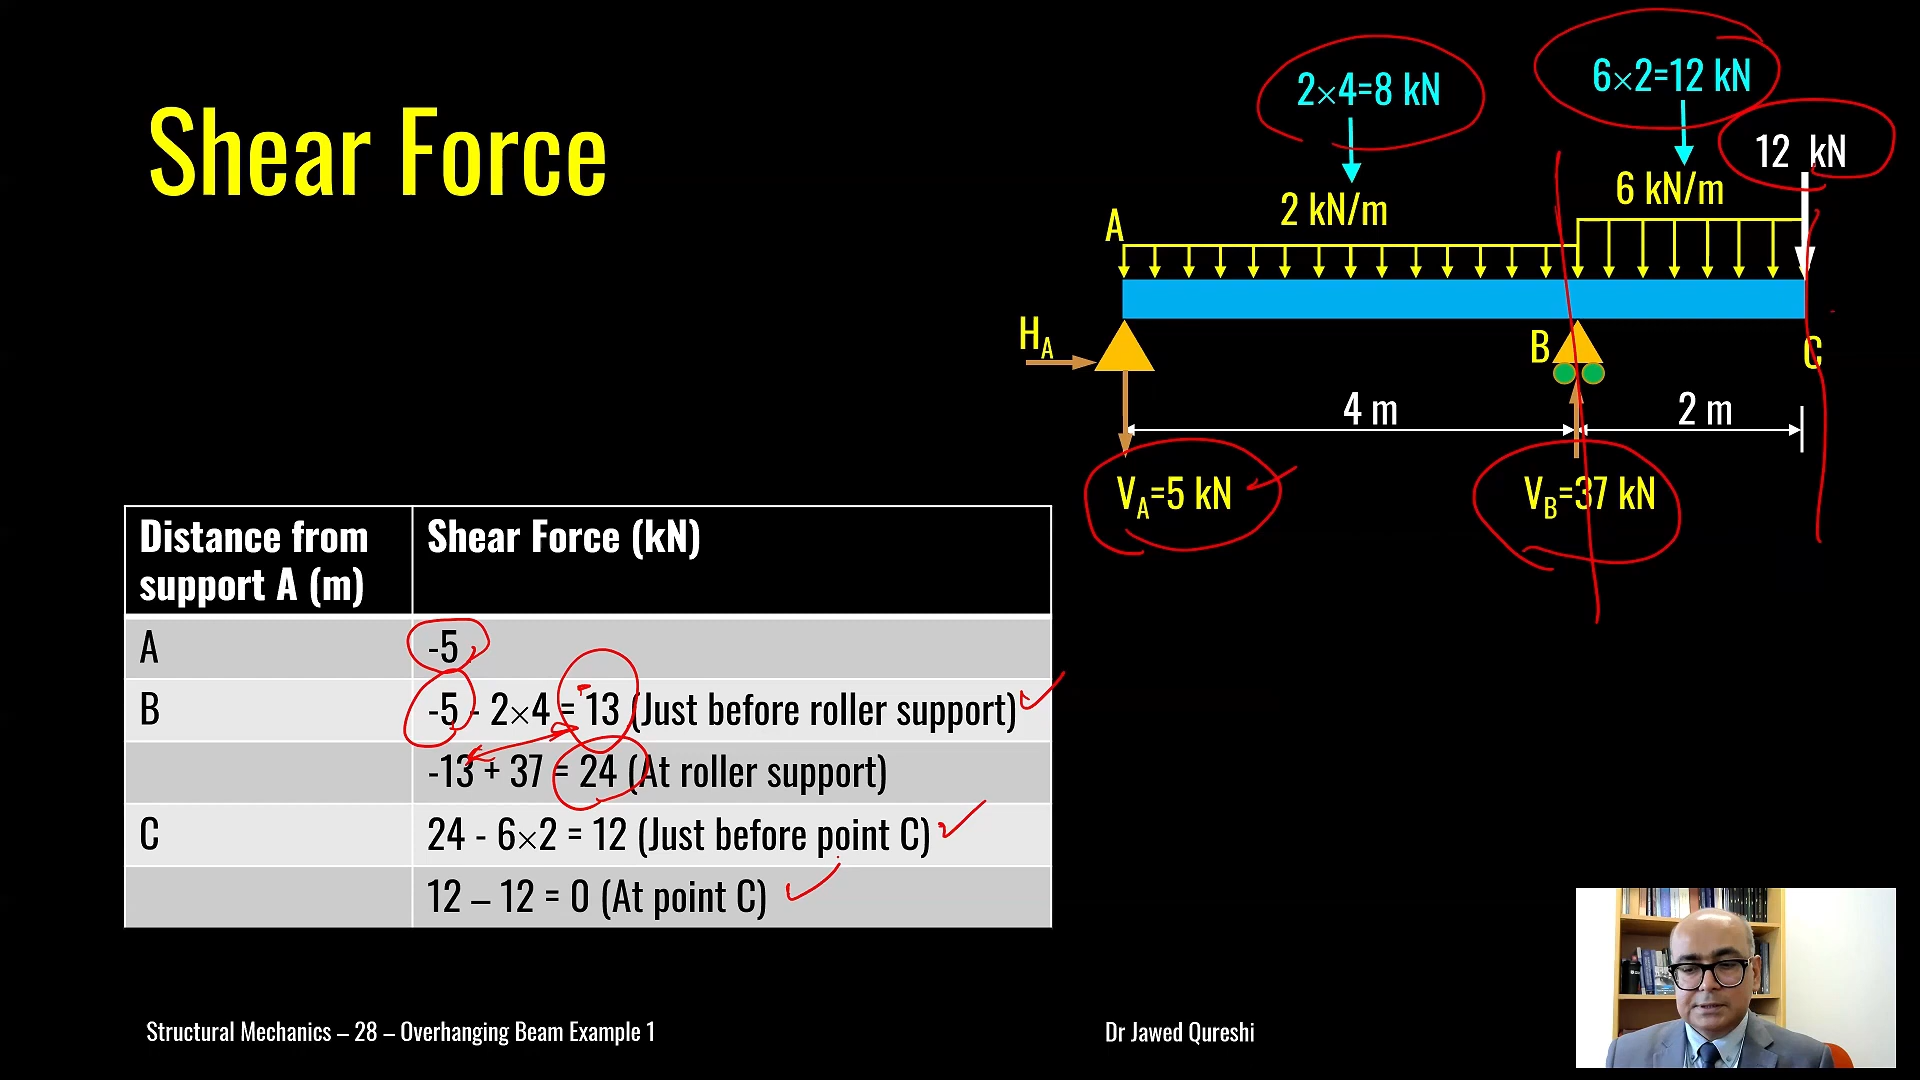 Shear Force
2×4=8 kN
6×2=12 kN
12 kN
2 kN/m
6 kN/m
A
H_A
B
C
4 m
2 m
V_A=5 kN
V_B=37 kN
Distance from support A (m)
Shear Force (kN)
A
-5
B
-5 - 2×4 = 13 (Just before roller support)
-13 + 37 = 24 (At roller support)
C
24 - 6×2 = 12 (Just before point C)
12 – 12 = 0 (At point C)
Structural Mechanics – 28 – Overhanging Beam Example 1
Dr Jawed Qureshi